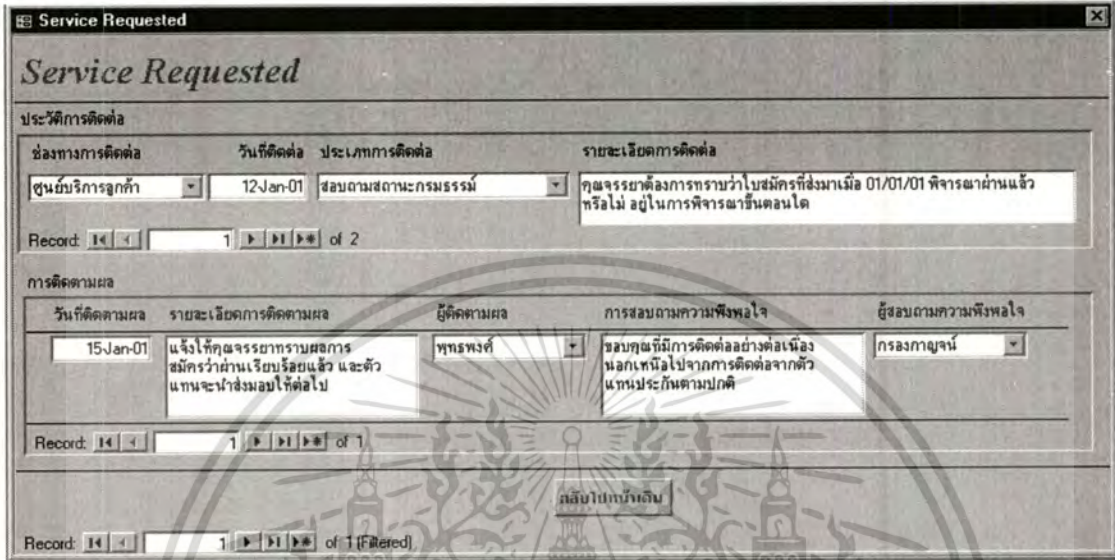 Service Requested
Service Requested
ประวัติการติดต่อ
ช่องทางการติดต่อ วันที่ติดต่อ ประเภทการติดต่อ รายละเอียดการติดต่อ
ศูนย์บริการลูกค้า 12-Jan-01 สอบถามสถานะกรมธรรม์ คุณจรรยาต้องการทราบว่าใบสมัครที่ส่งมาเมื่อ 01/01/01 พิจารณาผ่านแล้ว
หรือไม่ อยู่ในการพิจารณาขั้นตอนใด
Record: 1 of 2
การติดตามผล
วันที่ติดตามผล รายละเอียดการติดตามผล ผู้ติดตามผล การสอบถามความพึงพอใจ ผู้สอบถามความพึงพอใจ
15-Jan-01 แจ้งให้คุณจรรยาทราบผลการ พุทธพงศ์ ขอบคุณที่มีการติดต่ออย่างต่อเนื่อง กรองกาญจน์
สมัครว่าผ่านเรียบร้อยแล้ว และตัว นอกเหนือไปจากการติดต่อจากตัว
แทนจะนำส่งมอบให้ต่อไป แทนประกันตามปกติ
Record: 1 of 1
กลับไปหน้าเดิม
Record: 1 of 1 (Filtered)